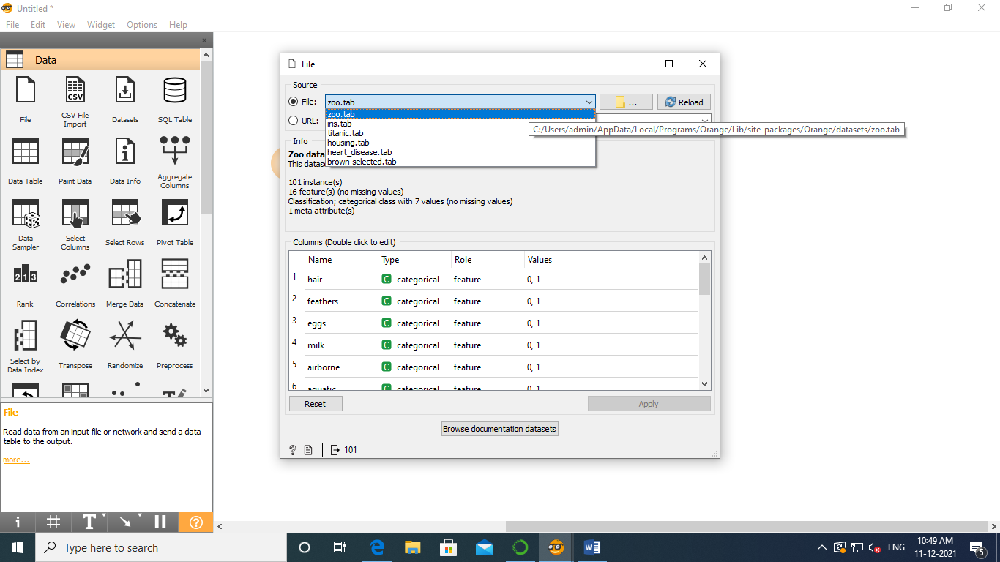 Untitled *
File Edit View Widget Options Help
Data
File
CSV File Import
Datasets
SQL Table
Data Table
Paint Data
Data Info
Aggregate Columns
Data Sampler
Select Columns
Select Rows
Pivot Table
Rank
Correlations
Merge Data
Concatenate
Select by Data Index
Transpose
Randomize
Preprocess
File
Read data from an input file or network and send a data
table to the output.
more...
File
Source
File: zoo.tab ... Reload
URL:
zoo.tab
iris.tab
titanic.tab
housing.tab
heart_disease.tab
brown-selected.tab
C:/Users/admin/AppData/Local/Programs/Orange/Lib/site-packages/Orange/datasets/zoo.tab
Info
Zoo data
This datase
101 instance(s)
16 feature(s) (no missing values)
Classification; categorical class with 7 values (no missing values)
1 meta attribute(s)
Columns (Double click to edit)
Name Type Role Values
1 hair C categorical feature 0, 1
2 feathers C categorical feature 0, 1
3 eggs C categorical feature 0, 1
4 milk C categorical feature 0, 1
5 airborne C categorical feature 0, 1
6 aquatic C categorical feature 0, 1
Reset Apply
Browse documentation datasets
? 101
Type here to search
ENG
10:49 AM
11-12-2021
5